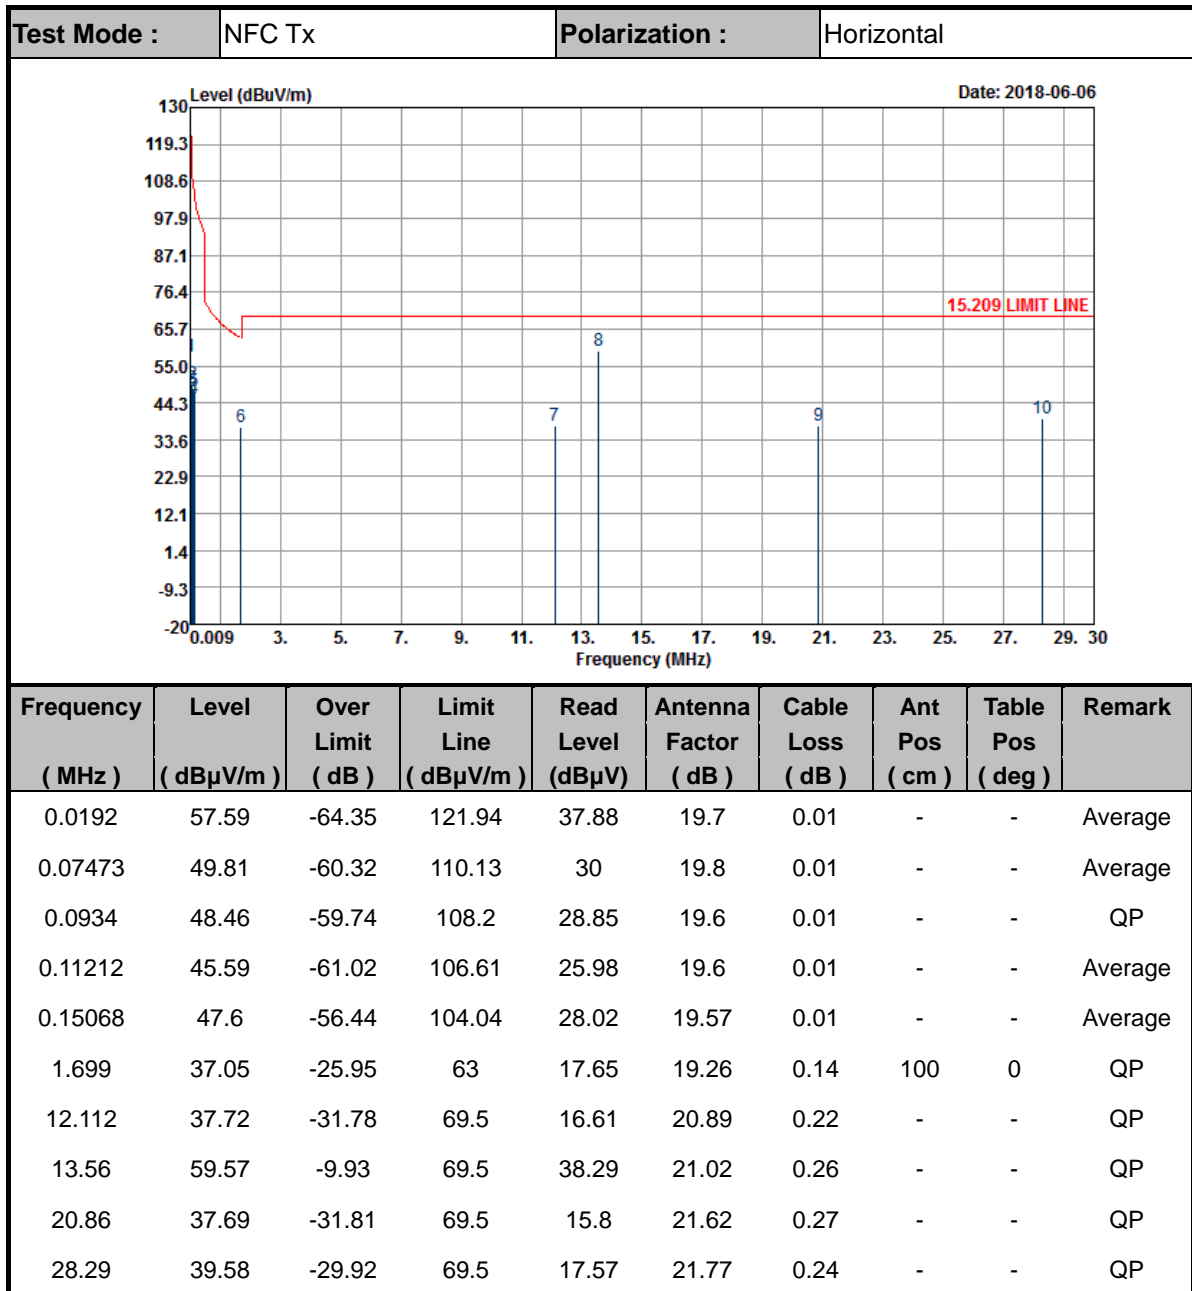 Test Mode : NFC Tx Polarization : Horizontal
Level (dBuV/m) Date: 2018-06-06
130
119.3
108.6
97.9
87.1
76.4
15.209 LIMIT LINE
65.7
8
55.0
44.3
6 7 9 10
33.6
22.9
12.1
1.4
-9.3
-20
0.009 3. 5. 7. 9. 11. 13. 15. 17. 19. 21. 23. 25. 27. 29. 30
Frequency (MHz)
Frequency Level Over Limit Read Antenna Cable Ant Table Remark
Limit Line Level Factor Loss Pos Pos
( MHz ) ( dBµV/m ) ( dB ) ( dBµV/m ) (dBµV) ( dB ) ( dB ) ( cm ) ( deg )
0.0192 57.59 -64.35 121.94 37.88 19.7 0.01 - - Average
0.07473 49.81 -60.32 110.13 30 19.8 0.01 - - Average
0.0934 48.46 -59.74 108.2 28.85 19.6 0.01 - - QP
0.11212 45.59 -61.02 106.61 25.98 19.6 0.01 - - Average
0.15068 47.6 -56.44 104.04 28.02 19.57 0.01 - - Average
1.699 37.05 -25.95 63 17.65 19.26 0.14 100 0 QP
12.112 37.72 -31.78 69.5 16.61 20.89 0.22 - - QP
13.56 59.57 -9.93 69.5 38.29 21.02 0.26 - - QP
20.86 37.69 -31.81 69.5 15.8 21.62 0.27 - - QP
28.29 39.58 -29.92 69.5 17.57 21.77 0.24 - - QP